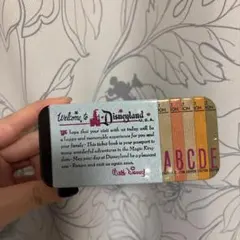 Welcome to Disneyland
U.S.A.
We hope that your visit with us today will be a
happy and memorable experience for you and
your family - This ticket book is your passport to
many wonderful adventures in the Magic King-
dom - May your day at Disneyland be a pleasant
one - Return and visit us again soon.
Walt Disney
A B C D E